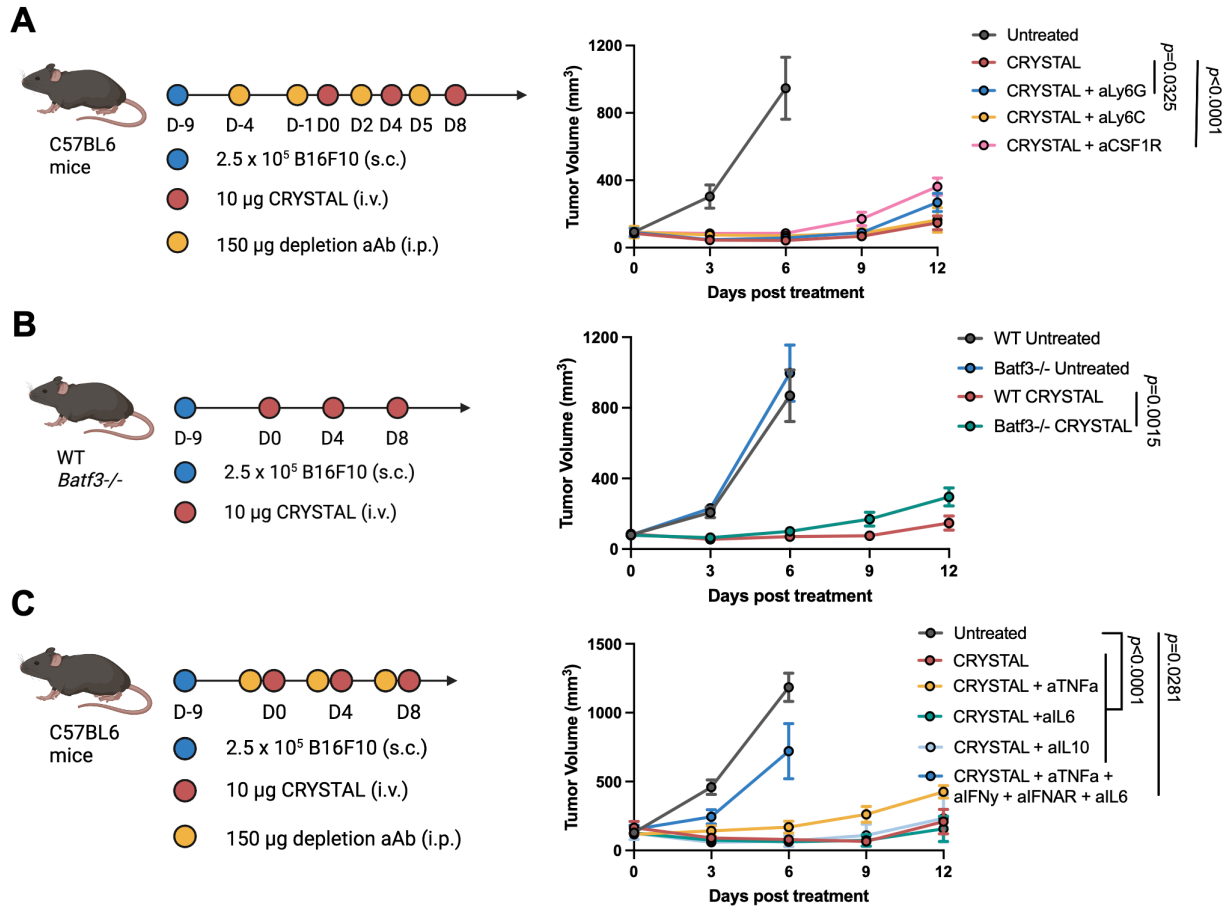 A
C57BL6
mice
D-9 D-4 D-1 D0 D2 D4 D5 D8
2.5 x 10⁵ B16F10 (s.c.)
10 µg CRYSTAL (i.v.)
150 µg depletion aAb (i.p.)
Tumor Volume (mm³)
1200
800
400
0
0 3 6 9 12
Days post treatment
Untreated
CRYSTAL
CRYSTAL + aLy6G
CRYSTAL + aLy6C
CRYSTAL + aCSF1R
p=0.0325
p<0.0001
B
WT
Batf3-/-
D-9 D0 D4 D8
2.5 x 10⁵ B16F10 (s.c.)
10 µg CRYSTAL (i.v.)
Tumor Volume (mm³)
1200
800
400
0
0 3 6 9 12
Days post treatment
WT Untreated
Batf3-/- Untreated
WT CRYSTAL
Batf3-/- CRYSTAL
p=0.0015
C
C57BL6
mice
D-9 D0 D4 D8
2.5 x 10⁵ B16F10 (s.c.)
10 µg CRYSTAL (i.v.)
150 µg depletion aAb (i.p.)
Tumor Volume (mm³)
1500
1000
500
0
0 3 6 9 12
Days post treatment
Untreated
CRYSTAL
CRYSTAL + aTNFa
CRYSTAL +aIL6
CRYSTAL + aIL10
CRYSTAL + aTNFa +
aIFNy + aIFNAR + aIL6
p<0.0001
p=0.0281